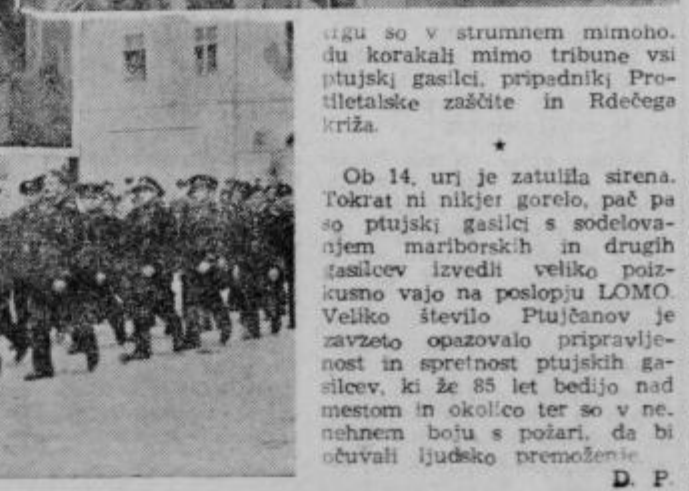 trgu so v strumnem mimoho.
du korakali mimo tribune vsi
ptujskj gasilci, pripadnikj Pro-
tiletalske zaščite in Rdečega
križa.
★
Ob 14. urj je zatulila sirena.
Tokrat ni nikjer gorelo, pač pa
so ptujskj gasilcj s sodelova-
njem mariborskih in drugih
gasilcev izvedli veliko poiz-
kusno vajo na poslopju LOMO.
Veliko število Ptujčanov je
zavzeto opazovalo pripravlje-
nost in spretnost ptujskih ga-
silcev, ki že 85 let bedijo nad
mestom in okolico ter so v ne.
nehnem boju s požari, da bi
očuvali ljudsko premoženje.
D. P.